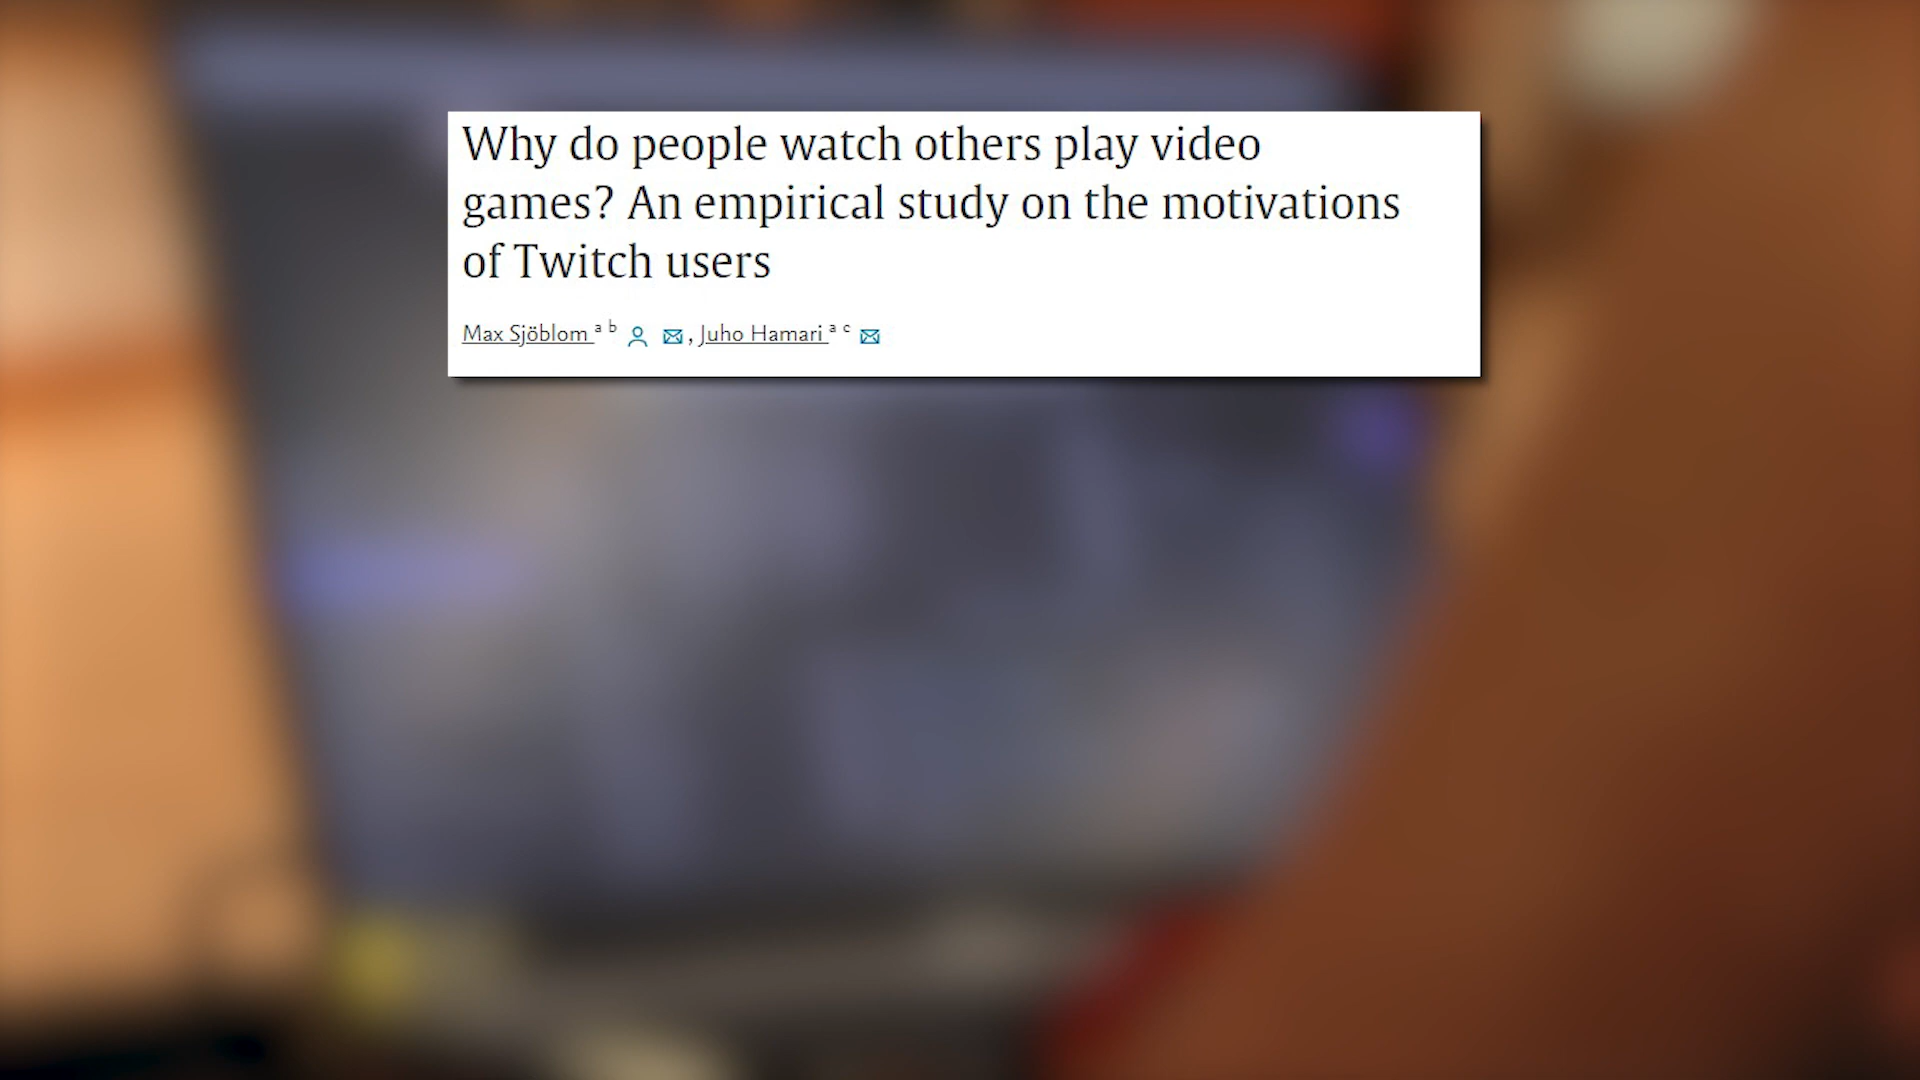 Why do people watch others play video
games? An empirical study on the motivations
of Twitch users
Max Sjöblom a b , Juho Hamari a c